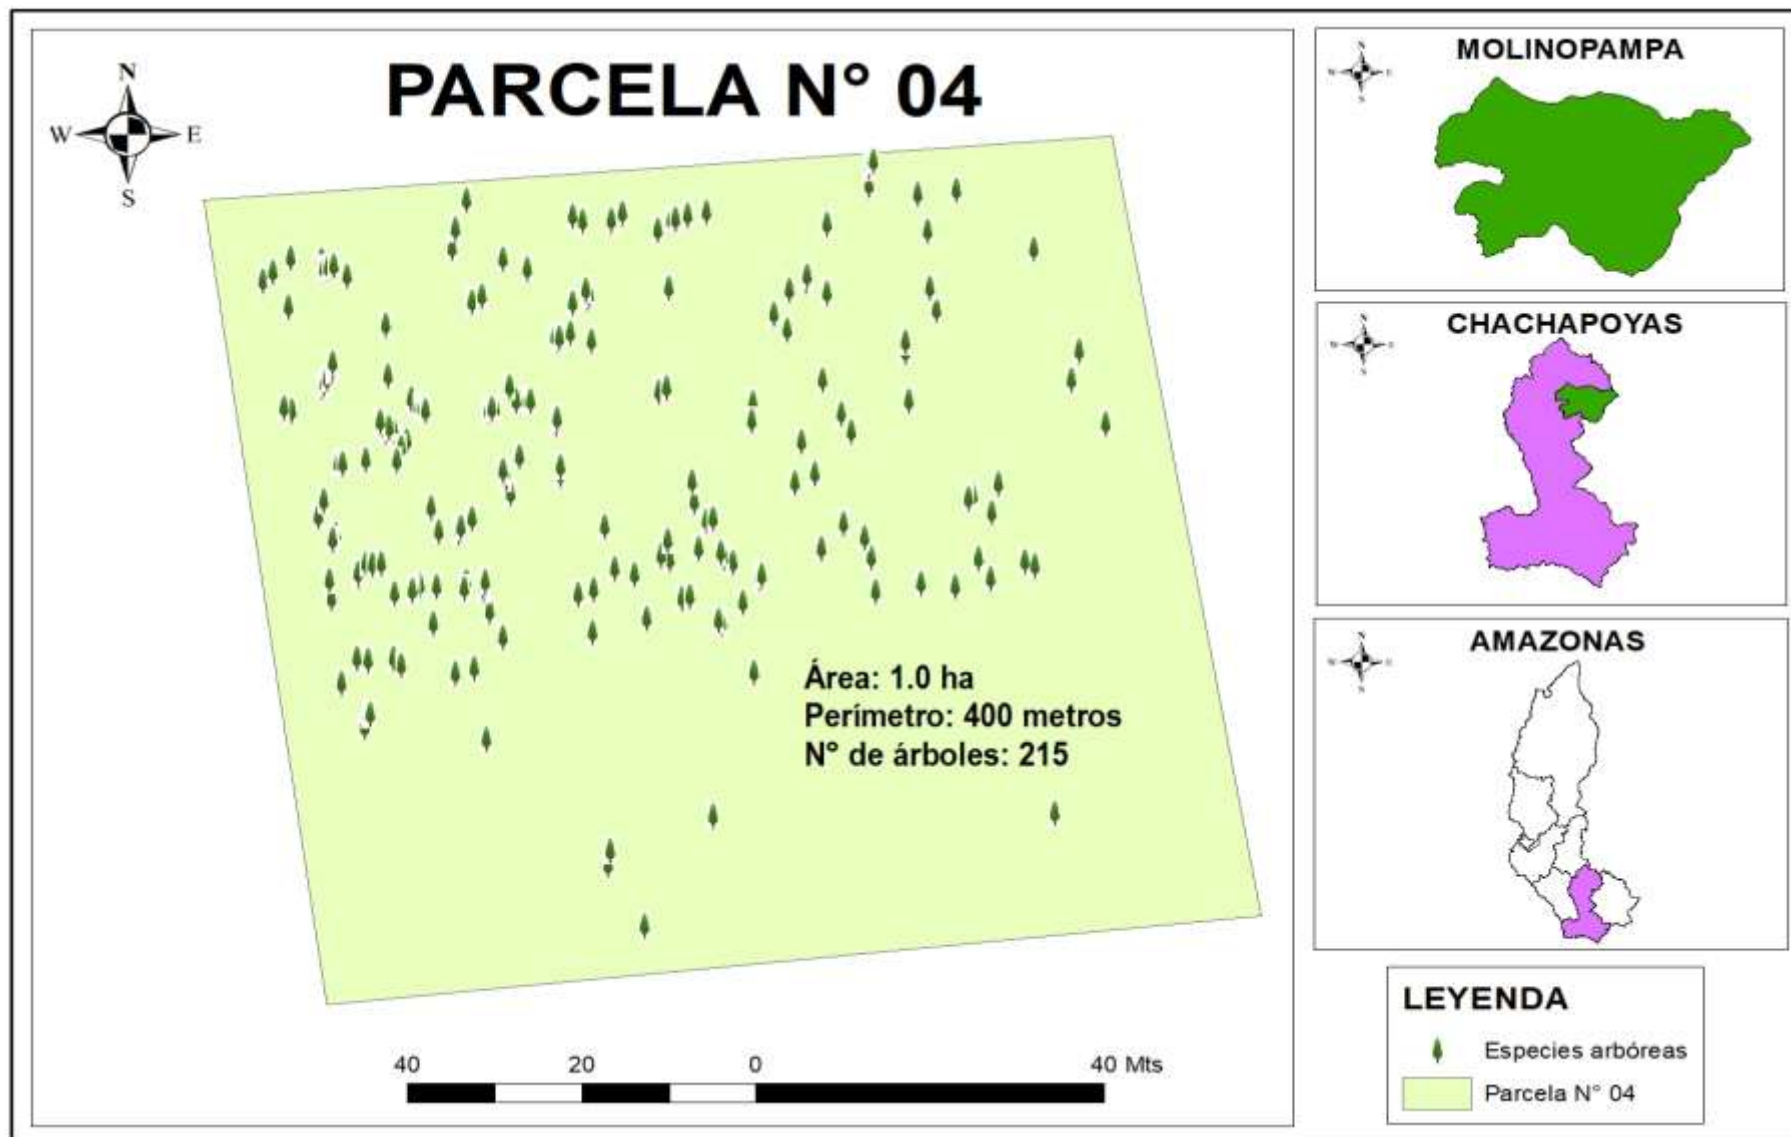 PARCELA N° 04
N
W E
S
Área: 1.0 ha
Perímetro: 400 metros
N° de árboles: 215
40 20 0 40 Mts
MOLINOPAMPA
N
W E
S
CHACHAPOYAS
N
W E
S
AMAZONAS
N
W E
S
LEYENDA
Especies arbóreas
Parcela N° 04